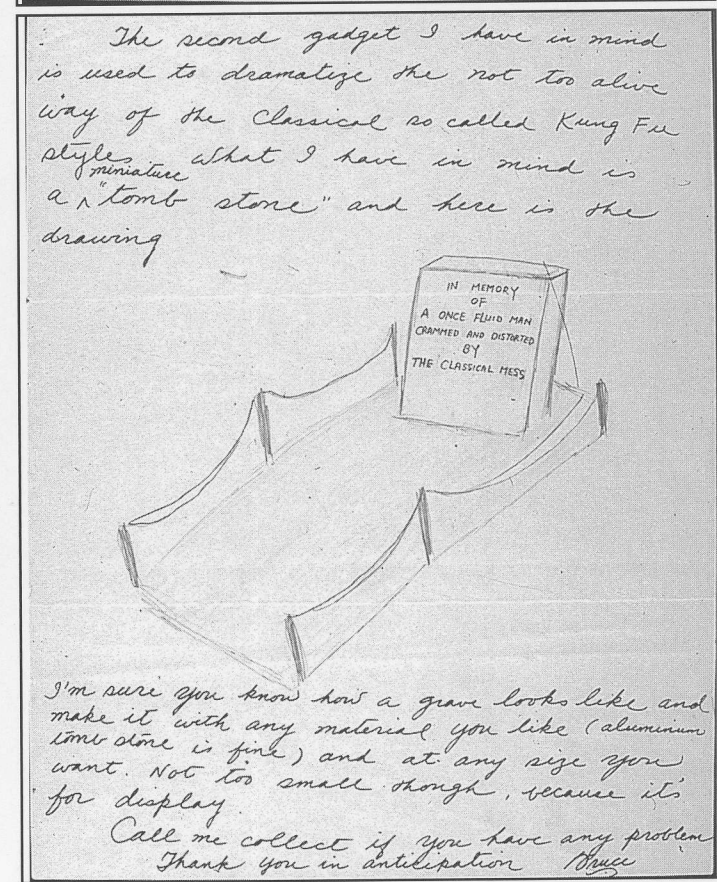 The second gadget I have in mind
is used to dramatize the not too alive
way of the Classical so called Kung Fu
styles. What I have in mind is
miniature
a ^ "tomb stone" and here is the
drawing
IN MEMORY
OF
A ONCE FLUID MAN
CRAMMED AND DISTORTED
BY
THE CLASSICAL MESS
I'm sure you know how a grave looks like and
make it with any material you like (aluminum
tomb stone is fine) and at any size you
want. Not too small though, because it's
for display.
Call me collect if you have any problem
Thank you in anticipation Bruce